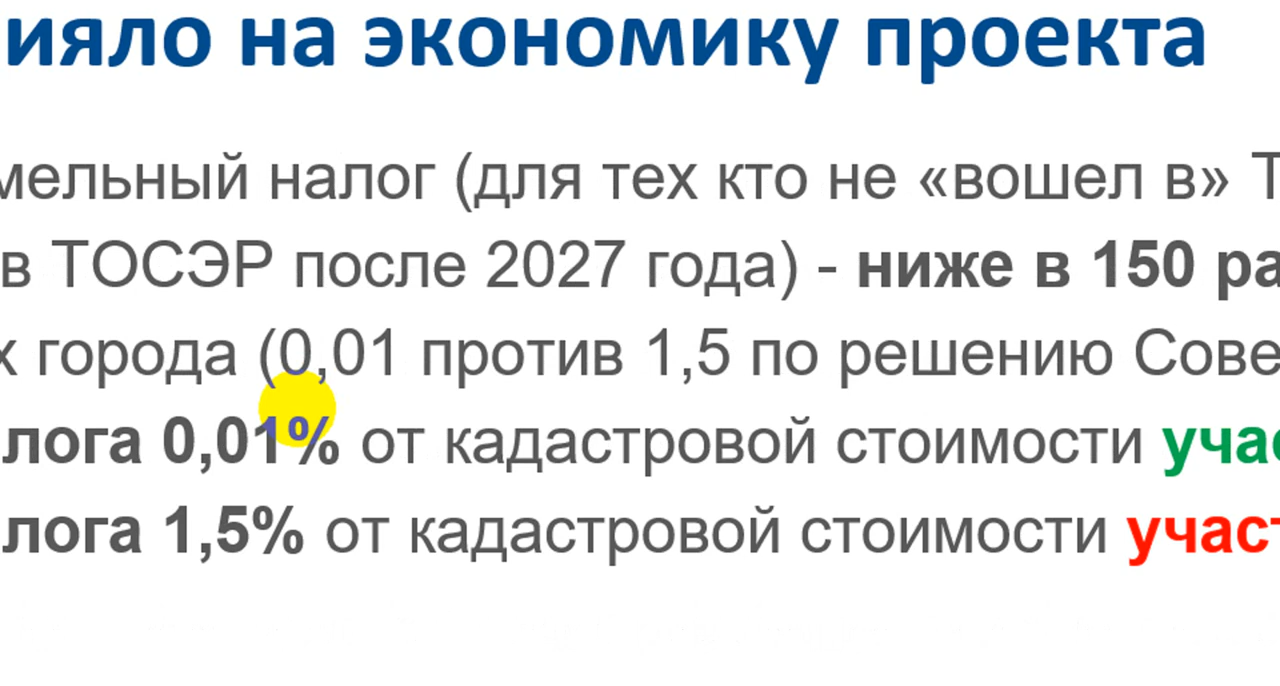 ияло на экономику проекта
мельный налог (для тех кто не «вошел в» Т
в ТОСЭР после 2027 года) - ниже в 150 ра
х города (0,01 против 1,5 по решению Сове
лога 0,01% от кадастровой стоимости учас
лога 1,5% от кадастровой стоимости участ